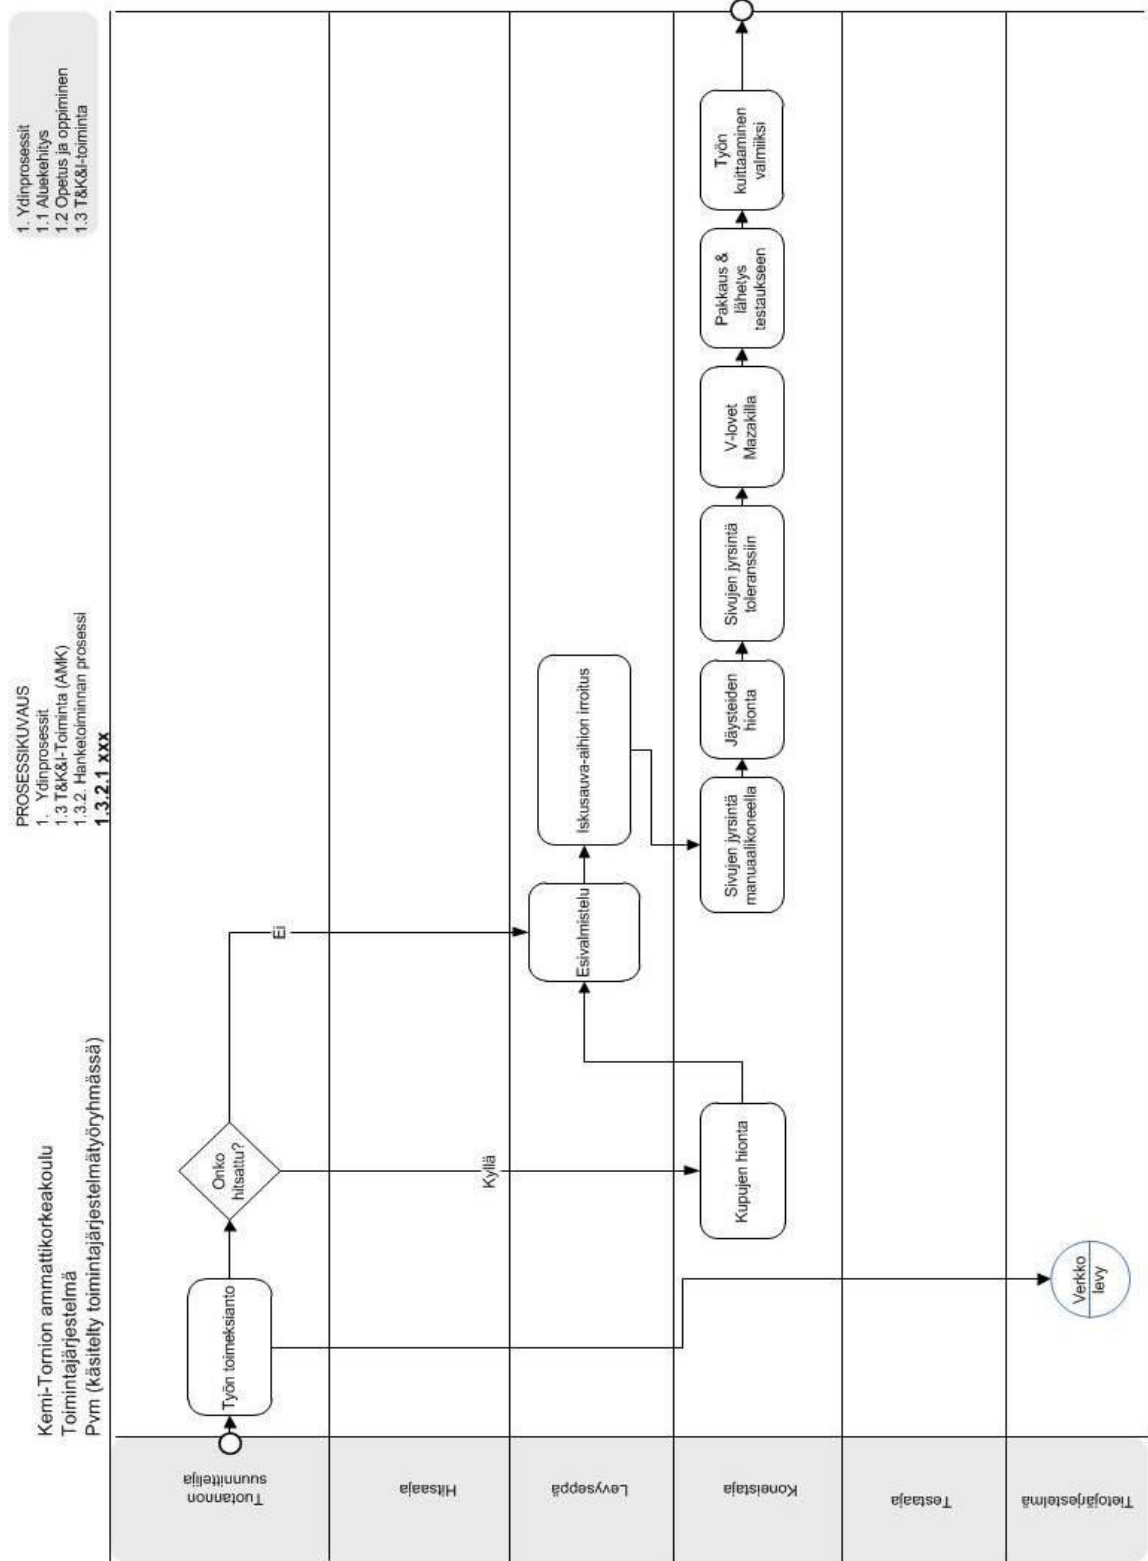 Kemi-Tornion ammattikorkeakoulu
Toimintajärjestelmä
Pvm (käsitelty toimintajärjestelmätyöryhmässä)
PROSESSIKUVAUS
1. Ydinprosessit
1.3 T&K&I-Toiminta (AMK)
1.3.2. Hanketoiminnan prosessi
1.3.2.1 xxx
1. Ydinprosessit
1.1 Aluekehitys
1.2 Opetus ja oppiminen
1.3 T&K&I-toiminta
Tuotannon
suunnittelija
Työn toimeksianto
Onko
hitsattu?
Ei
Kyllä
Hitsaaja
Levyseppä
Esivalmistelu
Iskusauva-aihion irroitus
Koneistaja
Kupujen hionta
Sivujen jyrsintä
manuaalikoneella
Jäysteiden
hionta
Sivujen jyrsintä
toleranssiin
V-lovet
Mazakilla
Pakkaus &
lähetys
testaukseen
Työn
kuittaaminen
valmiiksi
Testaaja
Tietojärjestelmä
Verkko
levy